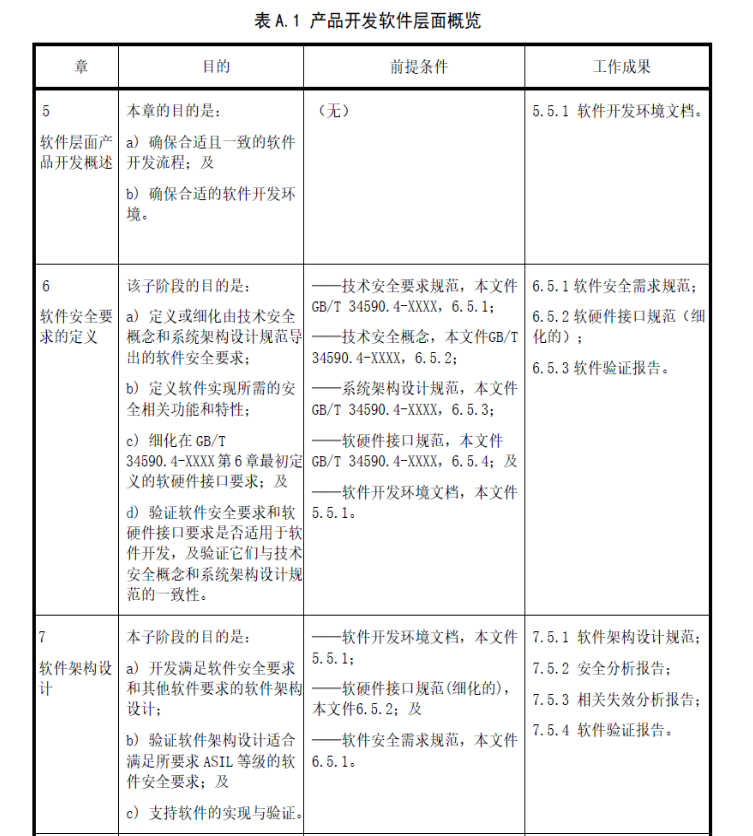 表 A.1 产品开发软件层面概览
章
目的
前提条件
工作成果
5
软件层面产
品开发概述
本章的目的是：
a) 确保合适且一致的软件
开发流程；及
b) 确保合适的软件开发环
境。
（无）
5.5.1 软件开发环境文档。
6
软件安全要
求的定义
该子阶段的目的是：
a) 定义或细化由技术安全
概念和系统架构设计规范导
出的软件安全要求；
b) 定义软件实现所需的安
全相关功能和特性；
c) 细化在 GB/T
34590.4-XXXX 第 6 章最初定
义的软硬件接口要求；及
d) 验证软件安全要求和软
硬件接口要求是否适用于软
件开发，及验证它们与技术
安全概念和系统架构设计规
范的一致性。
——技术安全要求规范，本文件
GB/T 34590.4-XXXX，6.5.1；
——技术安全概念，本文件GB/T
34590.4-XXXX，6.5.2；
——系统架构设计规范，本文件
GB/T 34590.4-XXXX，6.5.3；
——软硬件接口规范，本文件
GB/T 34590.4-XXXX，6.5.4；及
——软件开发环境文档，本文件
5.5.1。
6.5.1 软件安全需求规范；
6.5.2 软硬件接口规范（细
化的）；
6.5.3 软件验证报告。
7
软件架构设
计
本子阶段的目的是：
a) 开发满足软件安全要求
和其他软件要求的软件架构
设计；
b) 验证软件架构设计适合
满足所要求 ASIL 等级的软
件安全要求；及
c) 支持软件的实现与验证。
——软件开发环境文档，本文件
5.5.1；
——软硬件接口规范(细化的)，
本文件6.5.2；及
——软件安全需求规范，本文件
6.5.1。
7.5.1 软件架构设计规范；
7.5.2 安全分析报告；
7.5.3 相关失效分析报告；
7.5.4 软件验证报告。